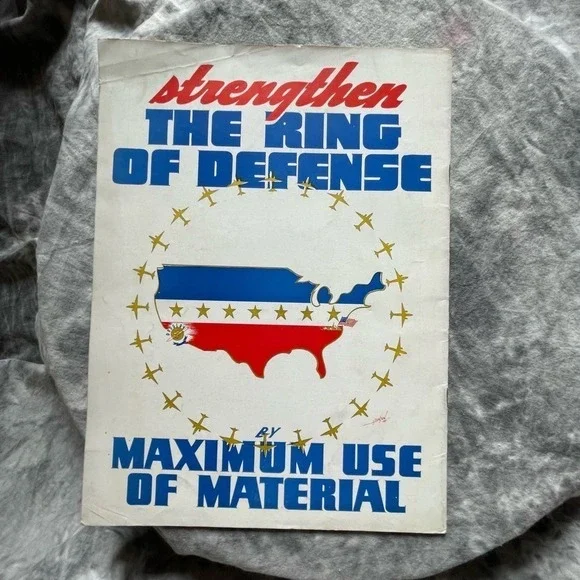 strengthen
THE RING
OF DEFENSE
BY
MAXIMUM USE
OF MATERIAL